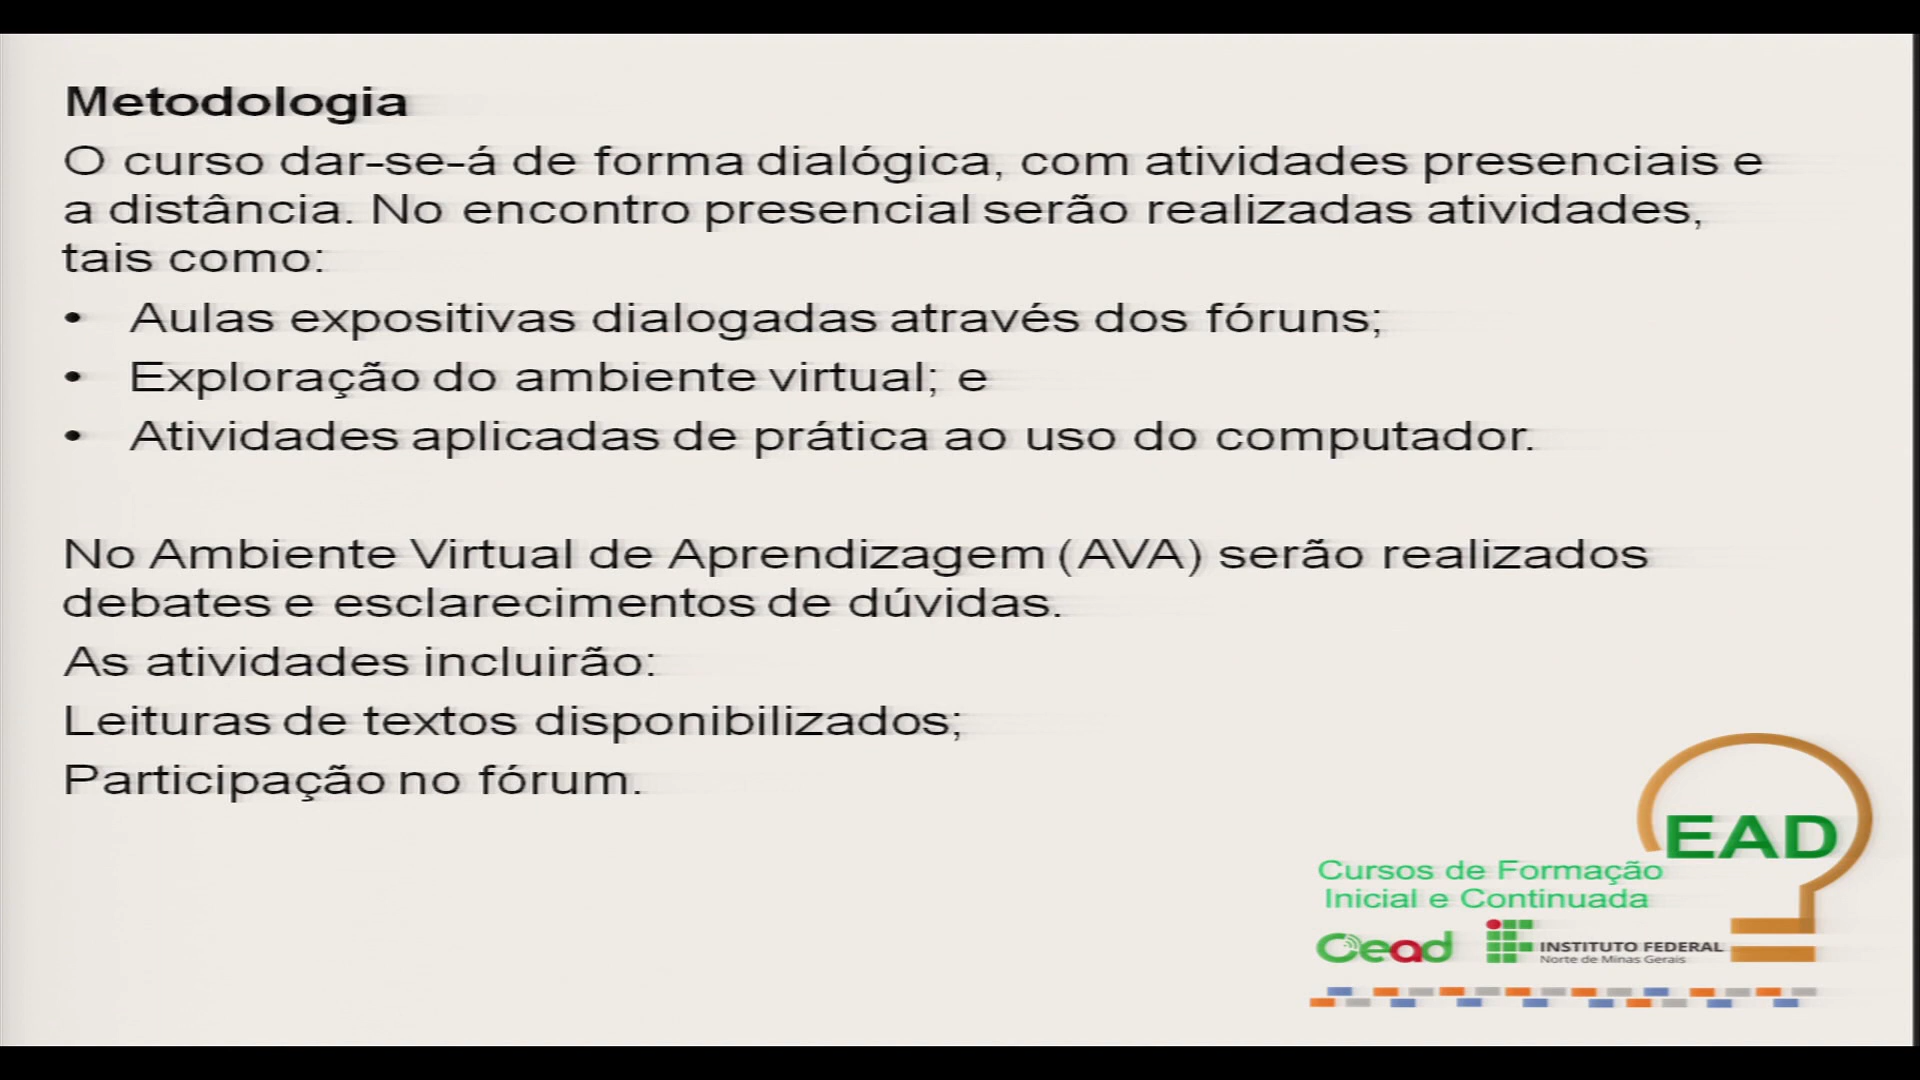 Metodologia
O curso dar-se-á de forma dialógica, com atividades presenciais e
a distância. No encontro presencial serão realizadas atividades,
tais como:
• Aulas expositivas dialogadas através dos fóruns;
• Exploração do ambiente virtual; e
• Atividades aplicadas de prática ao uso do computador.
No Ambiente Virtual de Aprendizagem (AVA) serão realizados
debates e esclarecimentos de dúvidas.
As atividades incluirão:
Leituras de textos disponibilizados;
Participação no fórum.
EAD
Cursos de Formação
Inicial e Continuada
Cead
INSTITUTO FEDERAL
Norte de Minas Gerais